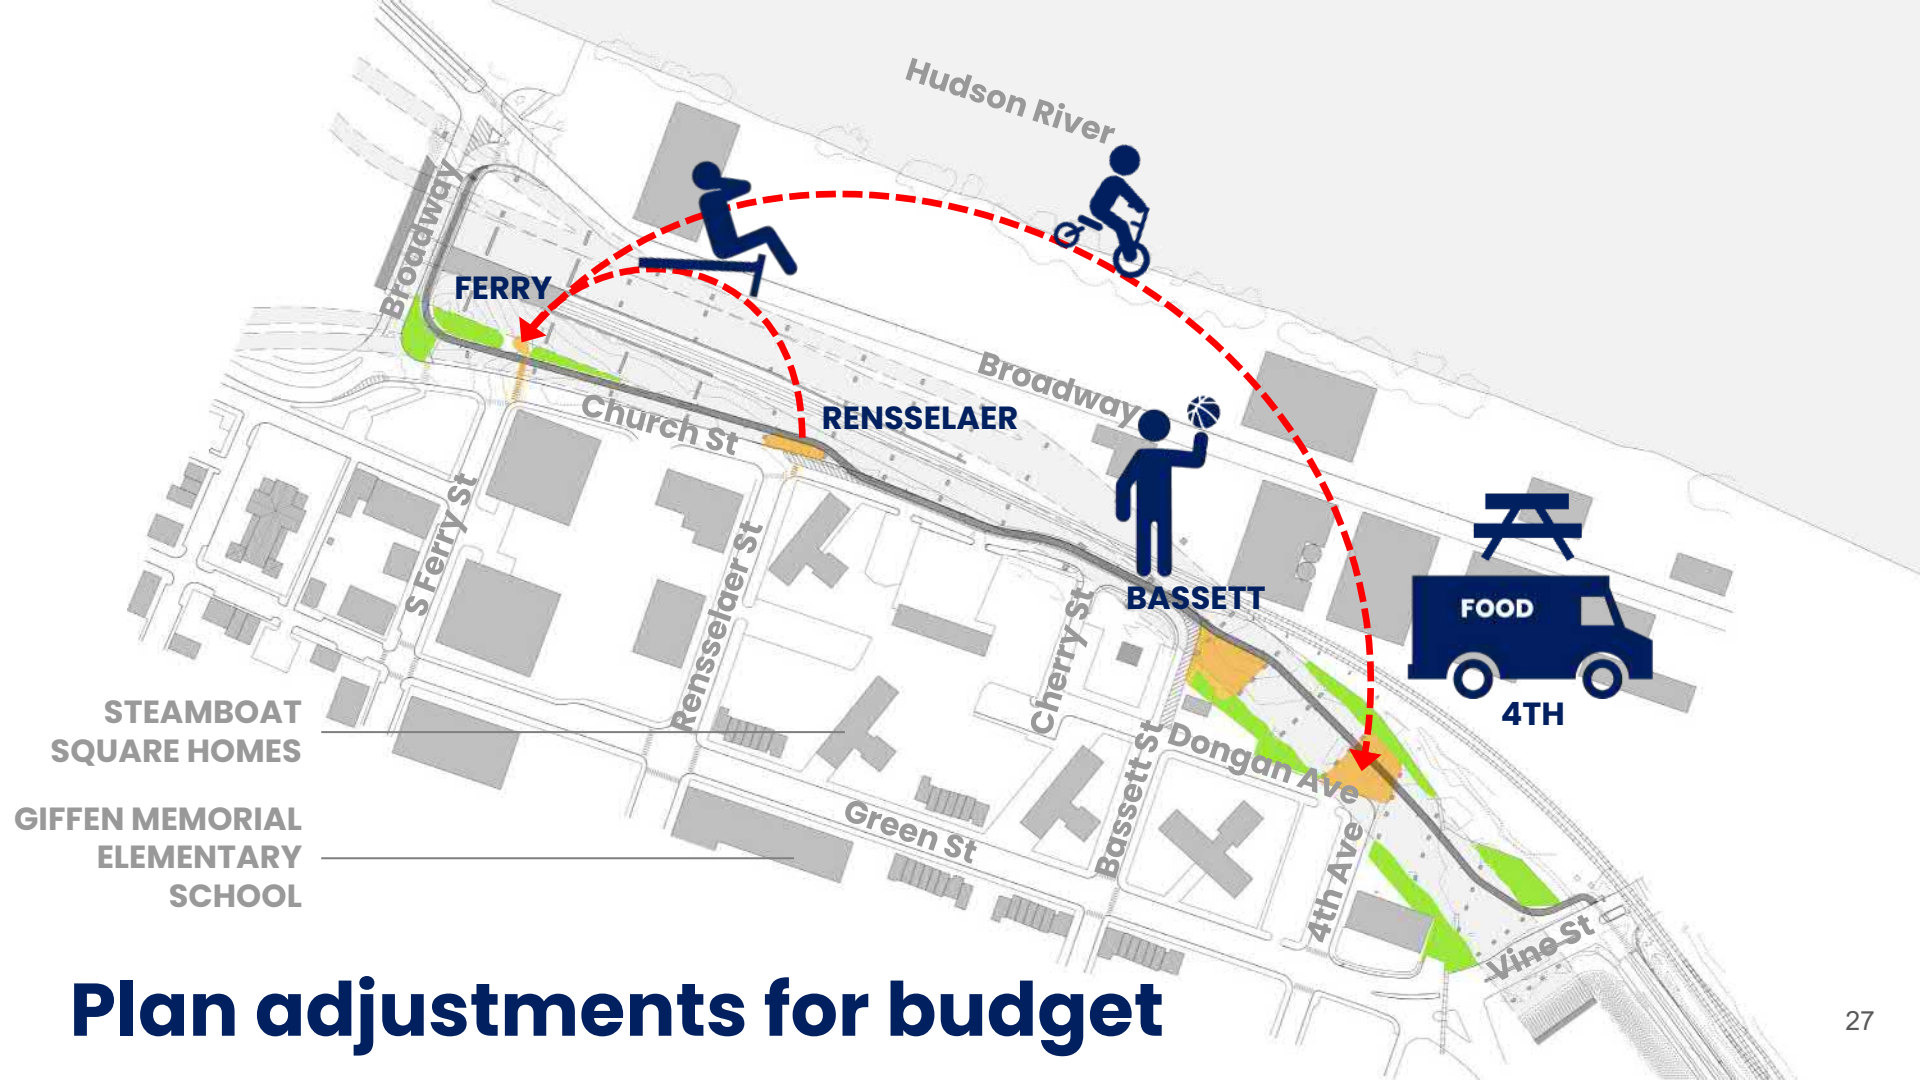 Hudson River
Broadway
FERRY
Broadway
Church St
RENSSELAER
S Ferry St
Rensselaer St
BASSETT
FOOD
4TH
Cherry St
STEAMBOAT
SQUARE HOMES
Dongan Ave
Bassett St
GIFFEN MEMORIAL
ELEMENTARY
SCHOOL
Green St
4th Ave
Vine St
Plan adjustments for budget
27